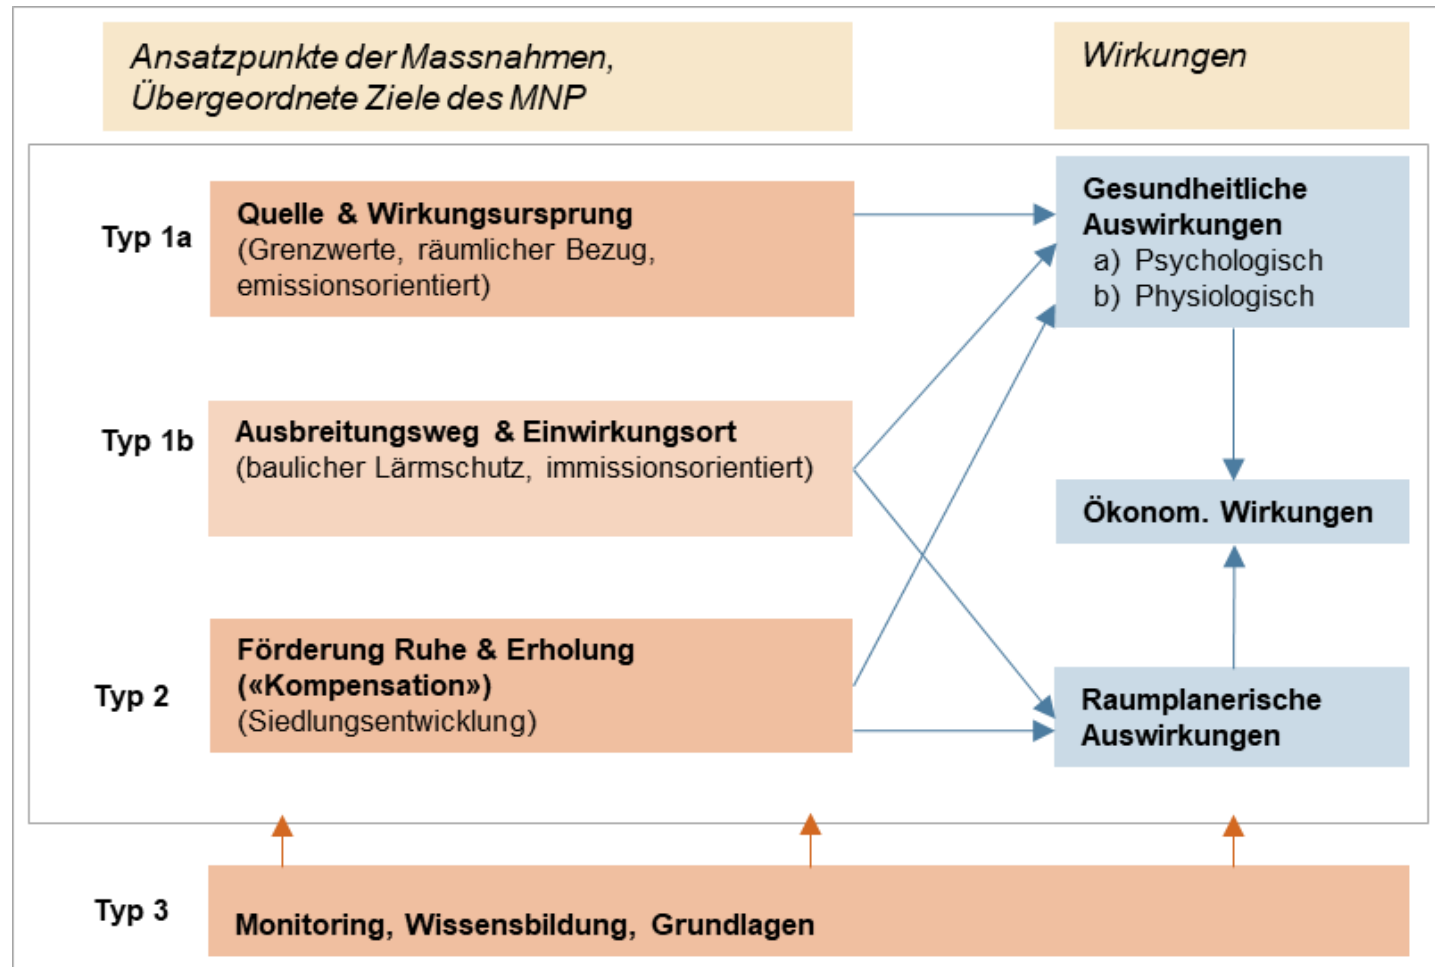 Ansatzpunkte der Massnahmen,
Übergeordnete Ziele des MNP
Wirkungen
Typ 1a
Quelle & Wirkungsursprung
(Grenzwerte, räumlicher Bezug,
emissionsorientiert)
Gesundheitliche
Auswirkungen
a) Psychologisch
b) Physiologisch
Typ 1b
Ausbreitungsweg & Einwirkungsort
(baulicher Lärmschutz, immissionsorientiert)
Ökonom. Wirkungen
Typ 2
Förderung Ruhe & Erholung
(«Kompensation»)
(Siedlungsentwicklung)
Raumplanerische
Auswirkungen
Typ 3
Monitoring, Wissensbildung, Grundlagen